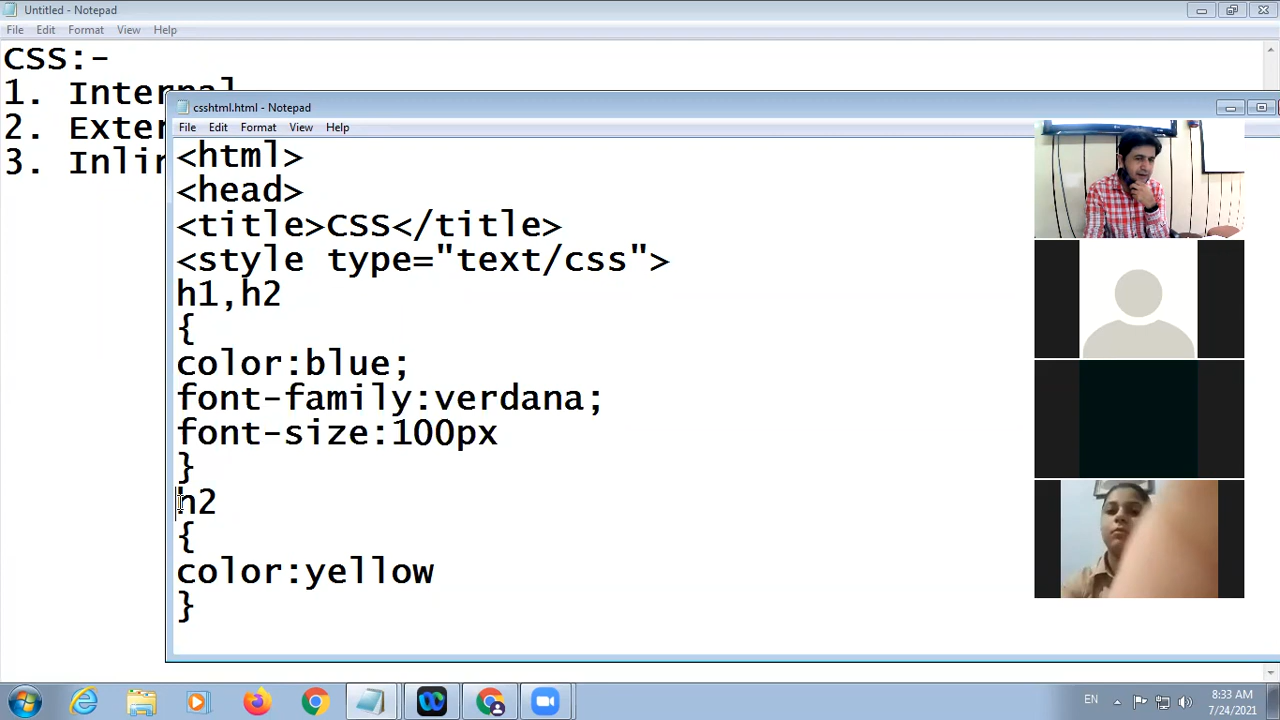 Untitled - Notepad
File Edit Format View Help
CSS:-
1. Internal
2. Exter
3. Inlin
csshtml.html - Notepad
File Edit Format View Help
<html>
<head>
<title>CSS</title>
<style type="text/css">
h1,h2
{
color:blue;
font-family:verdana;
font-size:100px
}
h2
{
color:yellow
}
EN
8:33 AM
7/24/2021